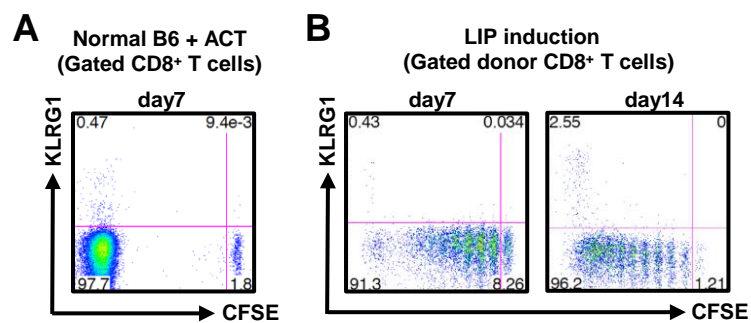 A
Normal B6 + ACT
(Gated CD8⁺ T cells)
day7
KLRG1
0.47
9.4e-3
97.7
1.8
CFSE
B
LIP induction
(Gated donor CD8⁺ T cells)
day7
day14
KLRG1
0.43
0.034
91.3
8.26
2.55
0
96.2
1.21
CFSE